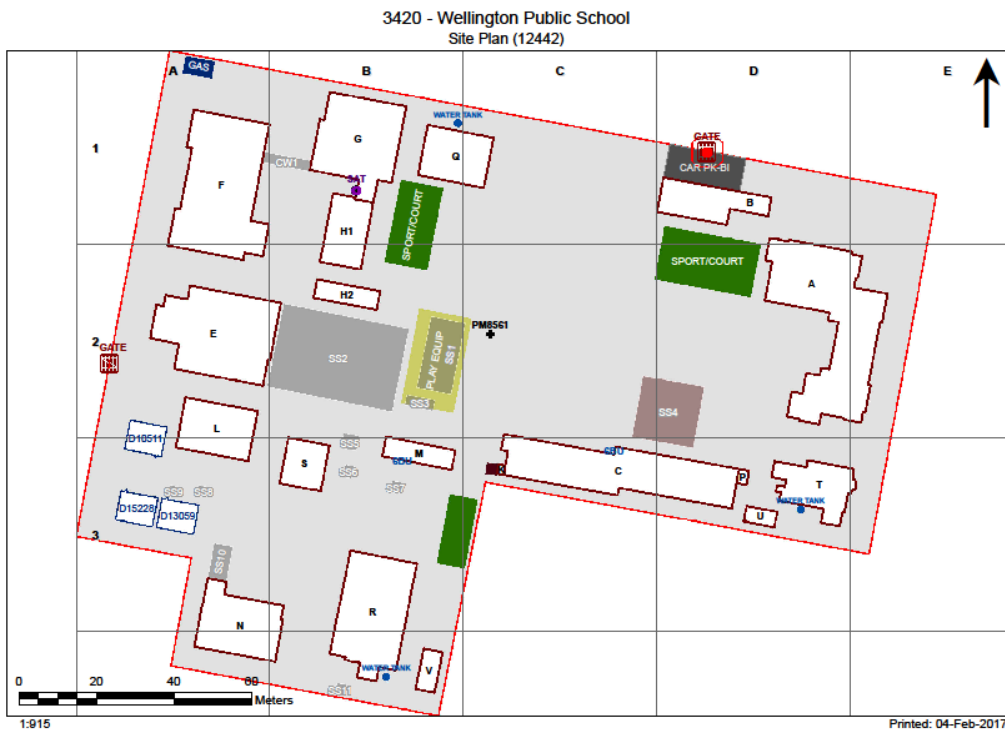 3420 - Wellington Public School
Site Plan (12442)
A
B
C
D
E
GAS
WATER TANK
GATE
1
G
Q
CW1
CAR PK-BI
SAT
F
B
SPORT/COURT
H1
SPORT/COURT
A
H2
PM8561
E
2
GATE
SS2
PLAY EQUIP
SS1
SS3
SS4
L
D10511
S
SS5
M
SDU
SS6
SS7
SDU
C
P
T
WATER TANK
U
SS9
SS8
D15228
D13059
3
SS10
N
R
V
WATER TANK
SS11
0 20 40 60
Meters
1:915
Printed: 04-Feb-2017